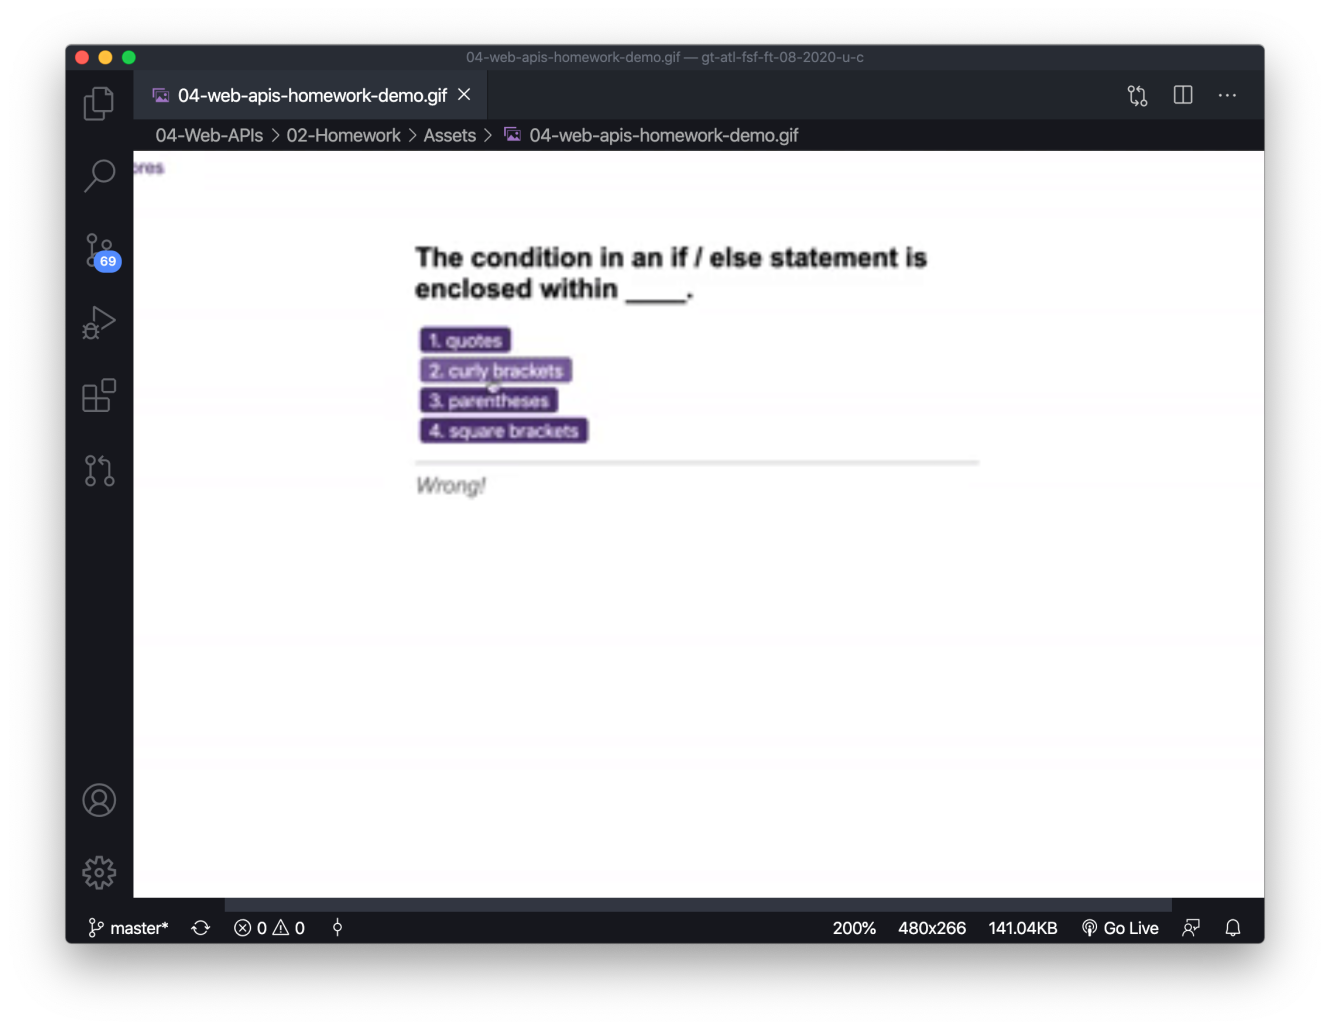 04-web-apis-homework-demo.gif — gt-atl-fsf-ft-08-2020-u-c
04-web-apis-homework-demo.gif
04-Web-APIs > 02-Homework > Assets > 04-web-apis-homework-demo.gif
ores
69
The condition in an if / else statement is
enclosed within ____.
1. quotes
2. curly brackets
3. parentheses
4. square brackets
Wrong!
master* 0 0 200% 480x266 141.04KB Go Live